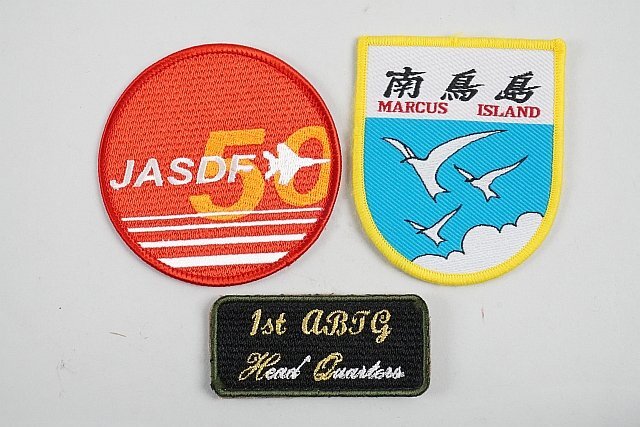 JASDF 50
南鳥島
MARCUS ISLAND
1st ABTG
Head Quarters